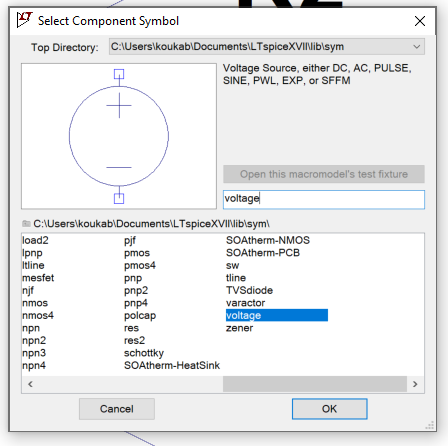 Select Component Symbol
Top Directory: C:\Users\koukab\Documents\LTspiceXVII\lib\sym
Voltage Source, either DC, AC, PULSE,
SINE, PWL, EXP, or SFFM
Open this macromodel's test fixture
voltage
C:\Users\koukab\Documents\LTspiceXVII\lib\sym\
load2 pjf SOAtherm-NMOS
lpnp pmos SOAtherm-PCB
ltline pmos4 sw
mesfet pnp tline
njf pnp2 TVSdiode
nmos pnp4 varactor
nmos4 polcap voltage
npn res zener
npn2 res2
npn3 schottky
npn4 SOAtherm-HeatSink
Cancel OK